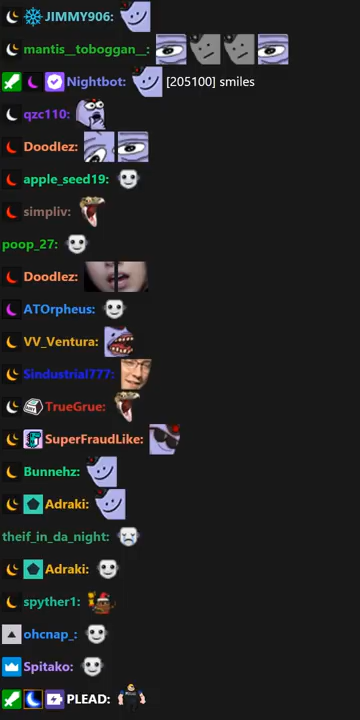 JIMMY906:
mantis__toboggan__:
Nightbot: [205100] smiles
qzc110:
Doodlez:
apple_seed19:
simpliv:
poop_27:
Doodlez:
ATOrpheus:
VV_Ventura:
Sindustrial777:
TrueGrue:
SuperFraudLike:
Bunnehz:
Adraki:
theif_in_da_night:
Adraki:
spyther1:
ohcnap_:
Spitako:
PLEAD: